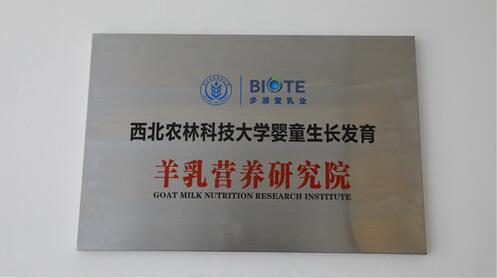 BIOTE
步源堂乳业
西北农林科技大学婴童生长发育
羊乳营养研究院
GOAT MILK NUTRITION RESEARCH INSTITUTE